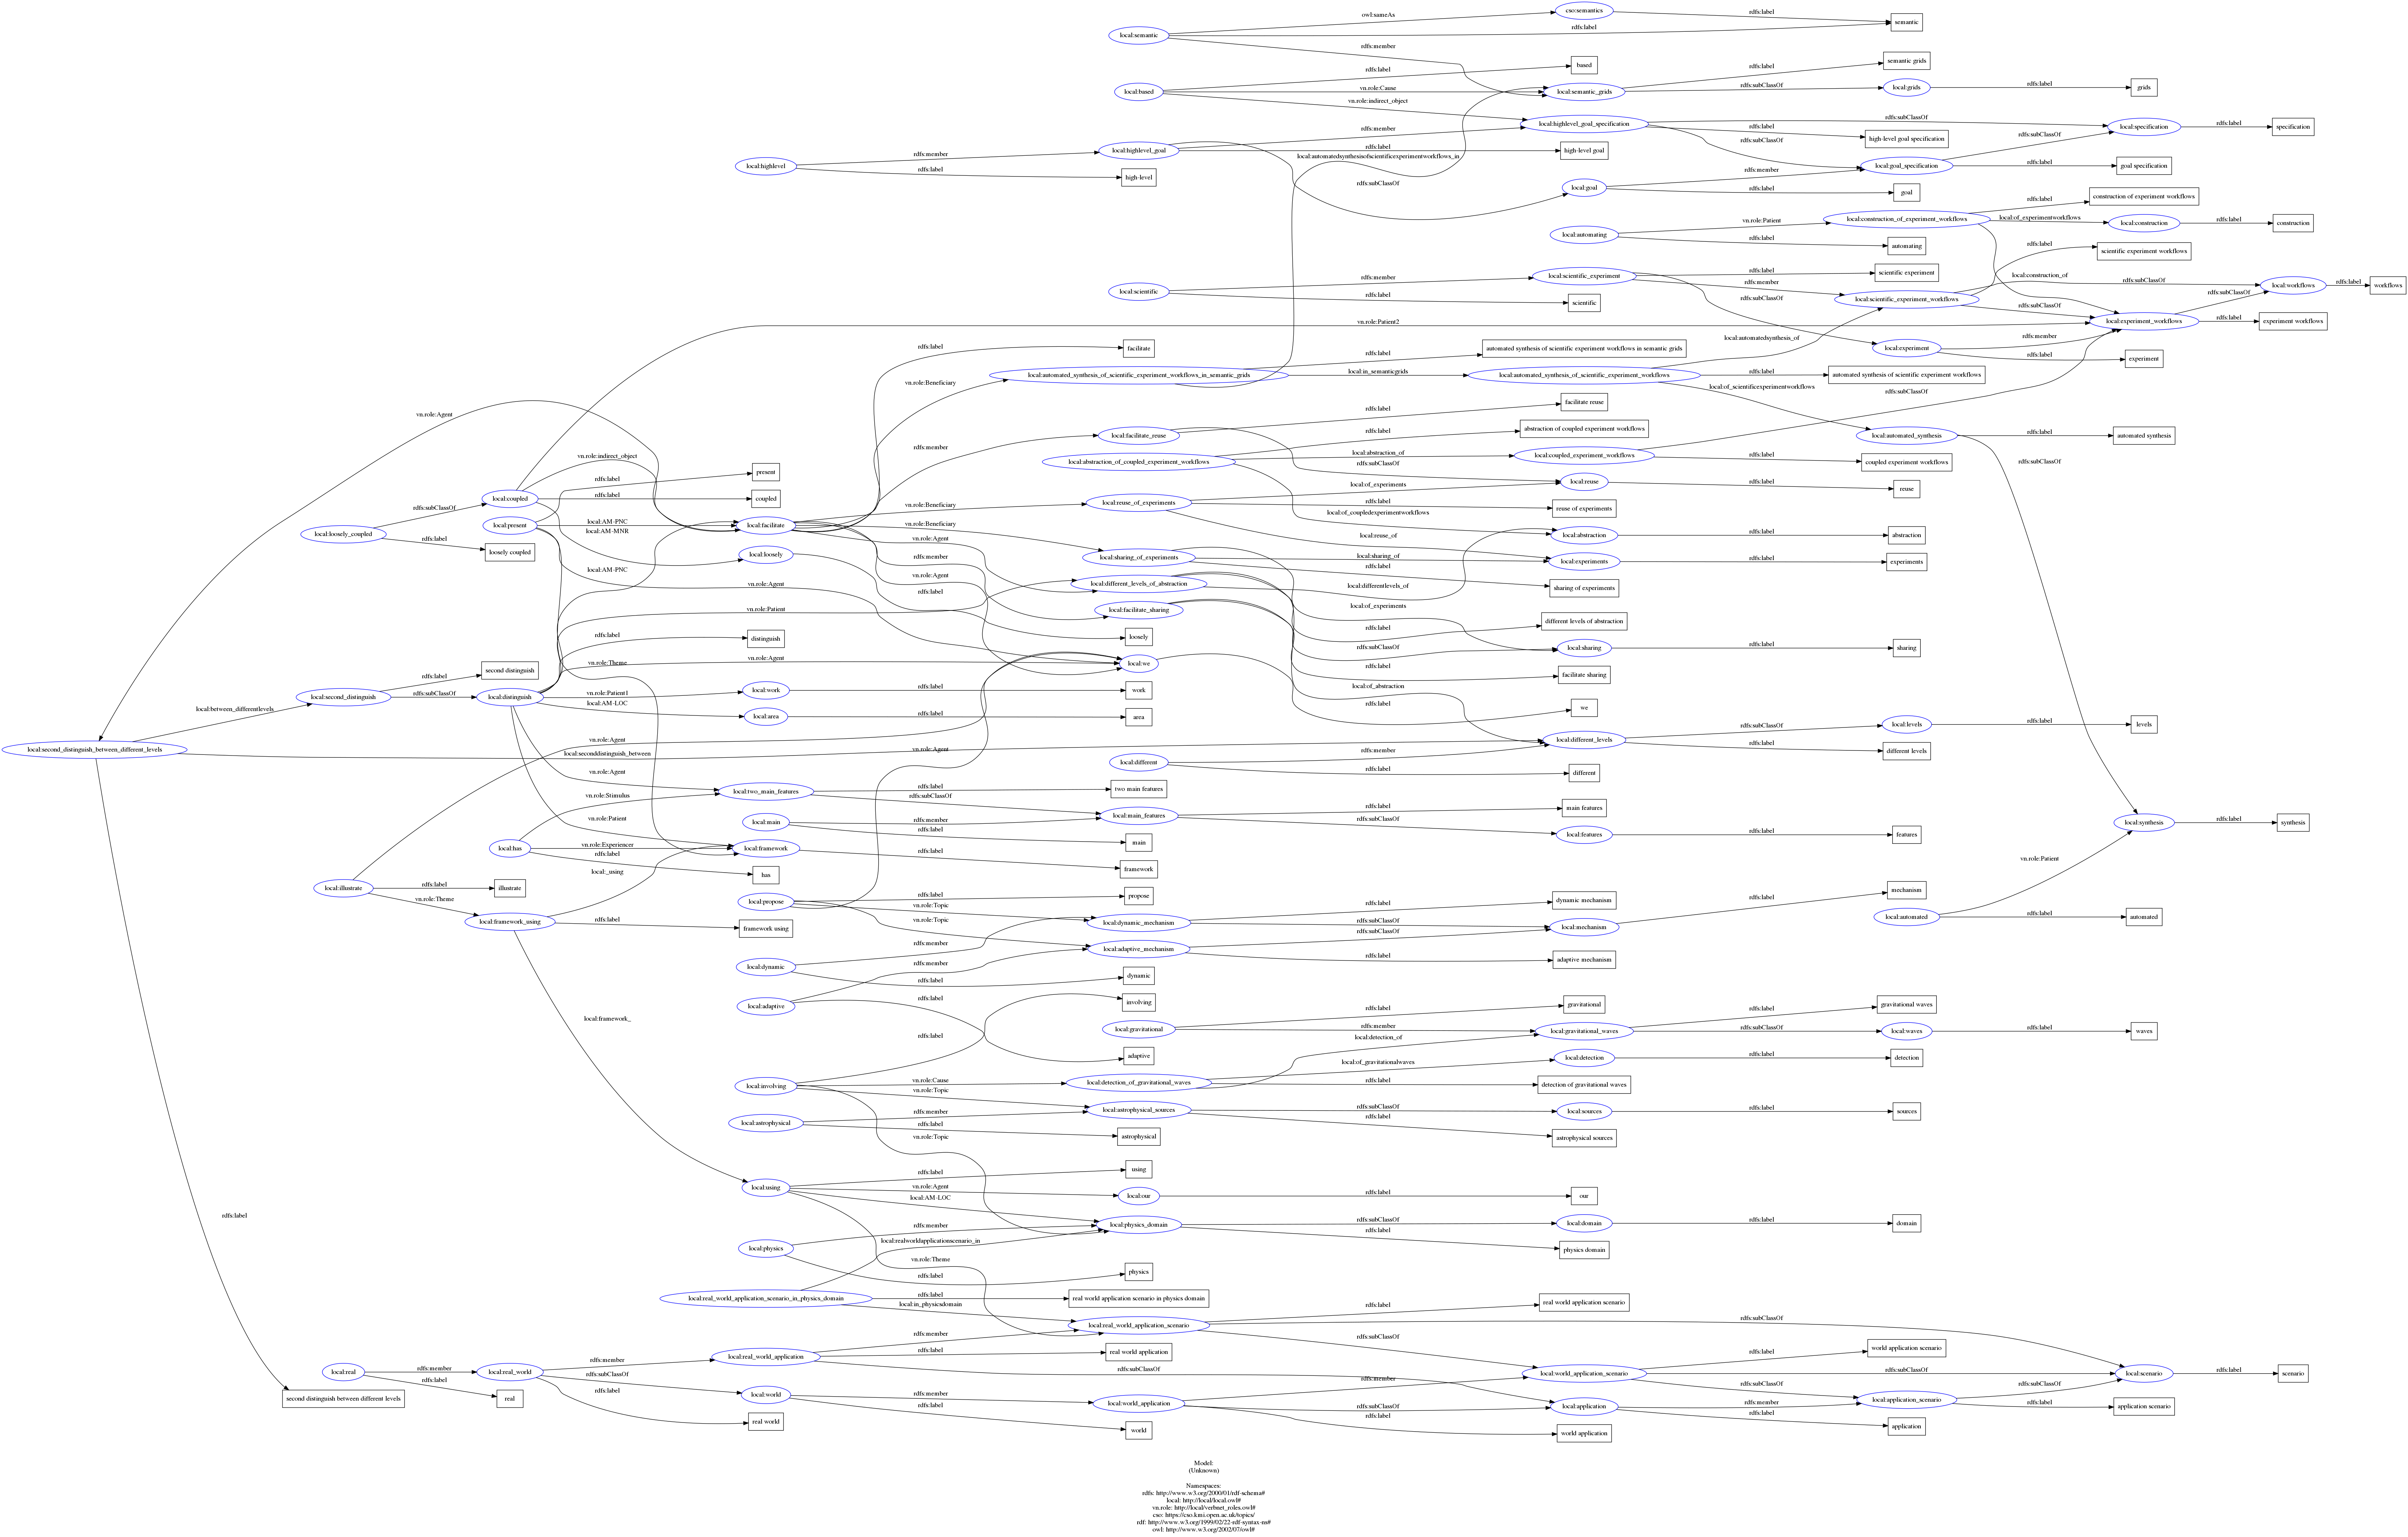 owl:sameAs
cso:semantics
rdfs:label
local:semantic
rdfs:label
semantic
rdfs:member
rdfs:label
based
rdfs:label
semantic grids
local:based
vn.role:Cause
local:semantic_grids
rdfs:subClassOf
local:grids
rdfs:label
grids
vn.role:indirect_object
local:highlevel_goal_specification
rdfs:subClassOf
local:specification
rdfs:label
specification
rdfs:member
rdfs:label
high-level goal specification
rdfs:subClassOf
local:highlevel
rdfs:member
local:highlevel_goal
rdfs:label
high-level goal
rdfs:subClassOf
local:automatedsynthesisofscientificexperimentworkflows_in
local:goal_specification
rdfs:label
goal specification
rdfs:label
high-level
rdfs:subClassOf
local:goal
rdfs:member
rdfs:label
goal
rdfs:label
construction of experiment workflows
local:automating
vn.role:Patient
local:construction_of_experiment_workflows
local:of_experimentworkflows
local:construction
rdfs:label
construction
rdfs:label
automating
rdfs:label
scientific experiment workflows
local:scientific
rdfs:member
local:scientific_experiment
rdfs:label
scientific experiment
local:construction_of
rdfs:member
rdfs:subClassOf
local:workflows
rdfs:label
workflows
rdfs:label
scientific
rdfs:subClassOf
local:scientific_experiment_workflows
rdfs:subClassOf
rdfs:subClassOf
vn.role:Patient2
local:experiment_workflows
rdfs:label
experiment workflows
rdfs:label
facilitate
local:automatedsynthesis_of
rdfs:member
local:experiment
rdfs:label
experiment
rdfs:label
automated synthesis of scientific experiment workflows in semantic grids
vn.role:Beneficiary
local:automated_synthesis_of_scientific_experiment_workflows_in_semantic_grids
local:in_semanticgrids
local:automated_synthesis_of_scientific_experiment_workflows
rdfs:label
automated synthesis of scientific experiment workflows
local:of_scientificexperimentworkflows
rdfs:subClassOf
rdfs:label
facilitate reuse
vn.role:Agent
rdfs:member
local:facilitate_reuse
rdfs:label
abstraction of coupled experiment workflows
local:automated_synthesis
rdfs:label
automated synthesis
vn.role:indirect_object
local:abstraction_of_coupled_experiment_workflows
local:abstraction_of
local:coupled_experiment_workflows
rdfs:label
coupled experiment workflows
rdfs:subClassOf
rdfs:subClassOf
rdfs:label
present
local:of_experiments
local:reuse
rdfs:label
reuse
local:coupled
rdfs:label
coupled
vn.role:Beneficiary
local:reuse_of_experiments
rdfs:label
reuse of experiments
rdfs:subClassOf
local:of_coupledexperimentworkflows
local:present
local:AM-PNC
local:facilitate
vn.role:Beneficiary
local:loosely_coupled
local:AM-MNR
vn.role:Agent
local:reuse_of
local:abstraction
rdfs:label
abstraction
rdfs:label
loosely coupled
local:loosely
rdfs:member
local:sharing_of_experiments
local:sharing_of
local:experiments
rdfs:label
experiments
rdfs:label
local:AM-PNC
vn.role:Agent
local:different_levels_of_abstraction
local:differentlevels_of
sharing of experiments
vn.role:Agent
rdfs:label
local:facilitate_sharing
local:of_experiments
vn.role:Patient
rdfs:label
different levels of abstraction
rdfs:label
distinguish
loosely
rdfs:subClassOf
local:sharing
rdfs:label
sharing
rdfs:label
second distinguish
vn.role:Theme
vn.role:Agent
local:we
rdfs:label
facilitate sharing
local:second_distinguish
rdfs:subClassOf
local:distinguish
vn.role:Patient1
local:work
rdfs:label
work
local:of_abstraction
local:between_differentlevels
local:AM-LOC
local:area
rdfs:label
area
rdfs:label
we
local:levels
rdfs:label
levels
rdfs:subClassOf
vn.role:Agent
local:second_distinguish_between_different_levels
local:seconddistinguish_between
vn.role:Agent
rdfs:member
local:different_levels
rdfs:label
different levels
local:different
rdfs:label
different
vn.role:Agent
vn.role:Stimulus
local:two_main_features
rdfs:label
two main features
rdfs:subClassOf
vn.role:Patient
local:main
rdfs:member
local:main_features
rdfs:label
main features
rdfs:subClassOf
rdfs:label
main
local:features
rdfs:label
features
local:synthesis
rdfs:label
synthesis
local:has
vn.role:Experiencer
local:framework
rdfs:label
framework
rdfs:label
has
local:_using
vn.role:Patient
local:illustrate
rdfs:label
illustrate
vn.role:Theme
local:propose
rdfs:label
propose
vn.role:Topic
rdfs:label
dynamic mechanism
rdfs:label
mechanism
local:framework_using
rdfs:label
framework using
vn.role:Topic
local:dynamic_mechanism
rdfs:subClassOf
local:mechanism
local:automated
rdfs:label
automated
rdfs:member
rdfs:subClassOf
local:adaptive_mechanism
rdfs:label
adaptive mechanism
local:dynamic
rdfs:member
rdfs:label
dynamic
local:adaptive
rdfs:label
involving
rdfs:label
gravitational
rdfs:label
gravitational waves
local:framework_
rdfs:label
local:gravitational
rdfs:member
local:gravitational_waves
rdfs:subClassOf
local:waves
rdfs:label
waves
local:detection_of
adaptive
local:of_gravitationalwaves
local:detection
rdfs:label
detection
local:involving
vn.role:Cause
local:detection_of_gravitational_waves
rdfs:label
detection of gravitational waves
vn.role:Topic
local:astrophysical
rdfs:member
local:astrophysical_sources
rdfs:subClassOf
local:sources
rdfs:label
sources
rdfs:label
astrophysical
rdfs:label
astrophysical sources
vn.role:Topic
rdfs:label
using
local:using
vn.role:Agent
local:our
rdfs:label
our
local:AM-LOC
rdfs:label
rdfs:member
local:physics_domain
rdfs:subClassOf
local:domain
rdfs:label
domain
local:physics
local:realworldapplicationscenario_in
rdfs:label
physics domain
vn.role:Theme
rdfs:label
physics
local:real_world_application_scenario_in_physics_domain
rdfs:label
real world application scenario in physics domain
local:in_physicsdomain
rdfs:label
real world application scenario
local:real_world_application_scenario
rdfs:subClassOf
rdfs:member
rdfs:subClassOf
local:real_world_application
rdfs:label
real world application
rdfs:label
world application scenario
local:real
rdfs:member
local:real_world
rdfs:member
rdfs:subClassOf
rdfs:subClassOf
local:world_application_scenario
rdfs:subClassOf
local:scenario
rdfs:label
scenario
rdfs:label
real
rdfs:label
local:world
rdfs:member
rdfs:member
rdfs:subClassOf
rdfs:subClassOf
second distinguish between different levels
rdfs:label
local:world_application
rdfs:subClassOf
local:application
rdfs:member
local:application_scenario
rdfs:label
application scenario
real world
world
rdfs:label
world application
rdfs:label
application
Model:
(Unknown)
Namespaces:
rdfs: http://www.w3.org/2000/01/rdf-schema#
local: http://local/local.owl#
vn.role: http://local/verbnet_roles.owl#
cso: https://cso.kmi.open.ac.uk/topics/
rdf: http://www.w3.org/1999/02/22-rdf-syntax-ns#
owl: http://www.w3.org/2002/07/owl#